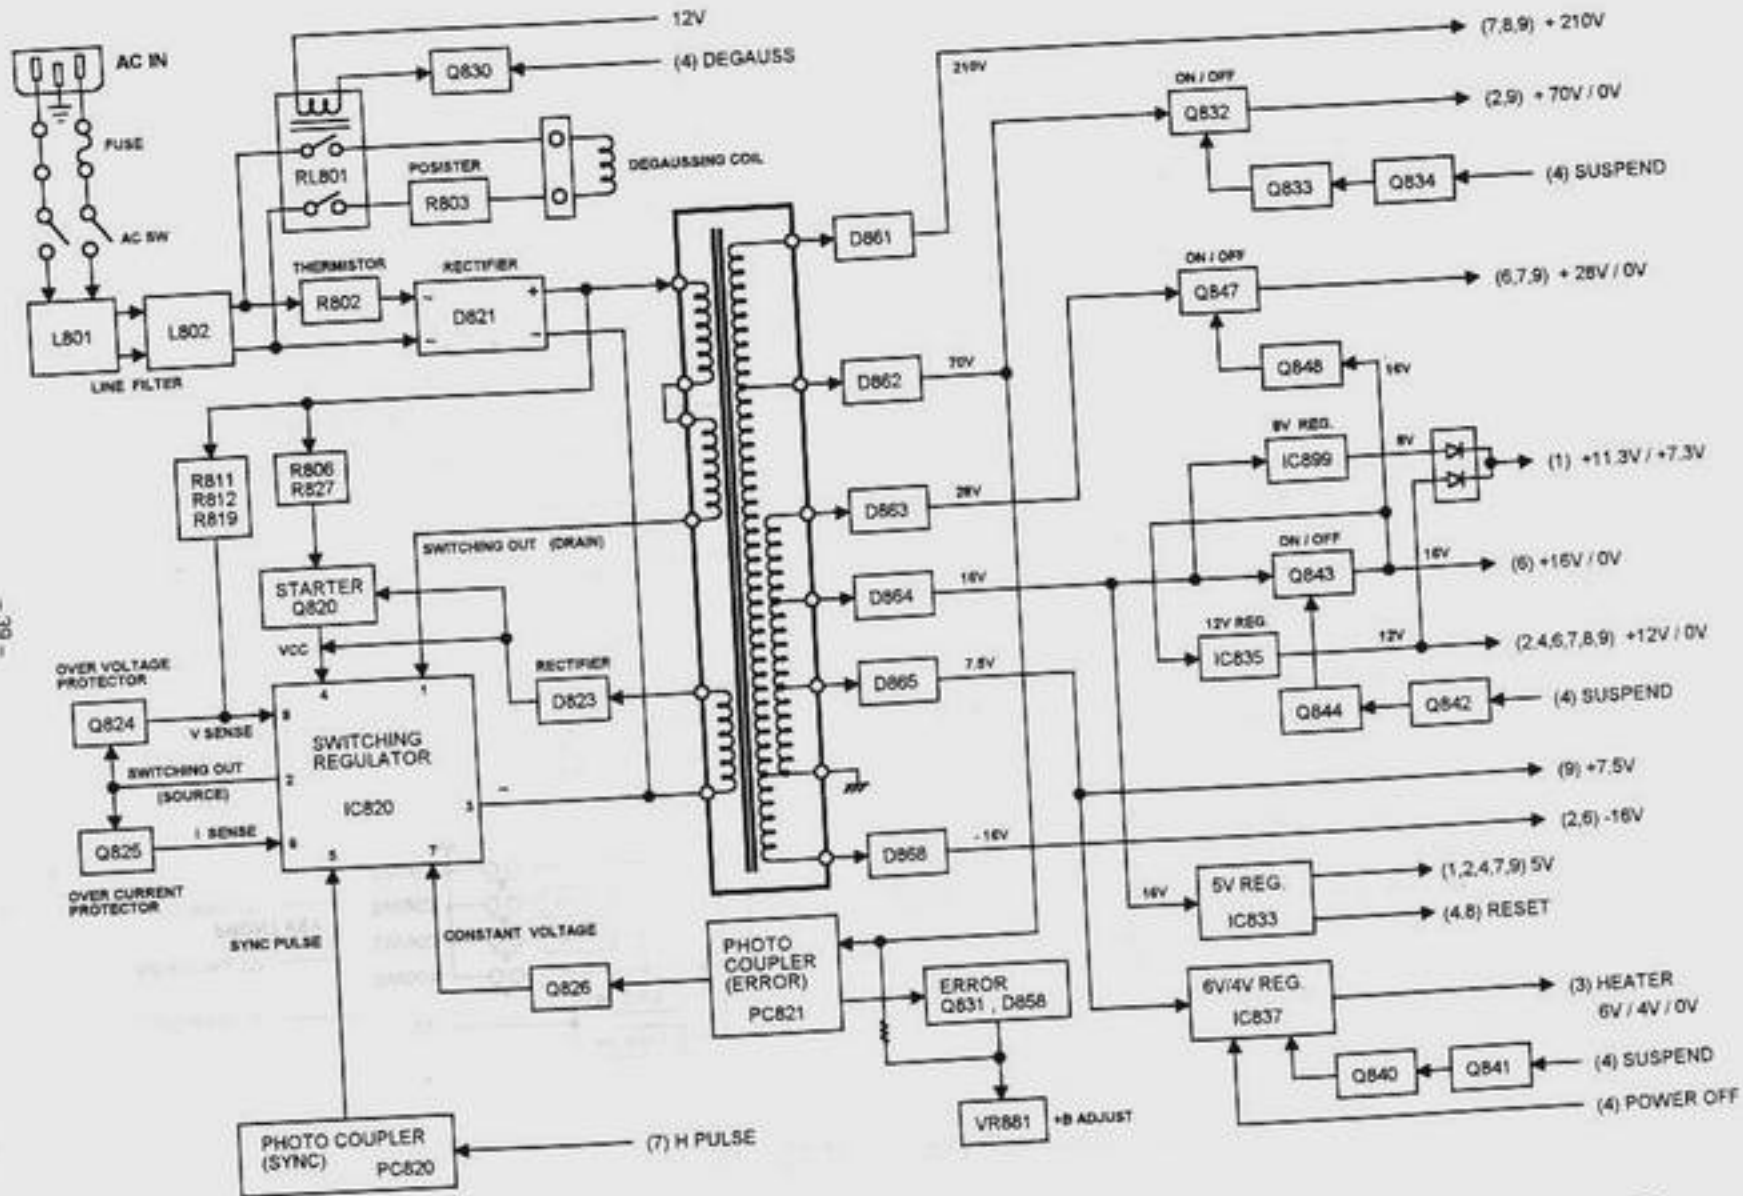 AC IN
FUSE
AC SW
12V
Q830
(4) DEGAUSS
RL801
POSISTER
R803
DEGAUSSING COIL
THERMISTOR
R802
RECTIFIER
D821
+
−
~
~
L801
L802
LINE FILTER
R811
R812
R819
R806
R827
STARTER
Q820
VCC
SWITCHING OUT (DRAIN)
RECTIFIER
D823
OVER VOLTAGE
PROTECTOR
Q824
V SENSE
SWITCHING OUT
(SOURCE)
Q825
I SENSE
OVER CURRENT
PROTECTOR
4
1
8
2
6
5
7
3
−
SWITCHING
REGULATOR
IC820
SYNC PULSE
CONSTANT VOLTAGE
Q826
PHOTO
COUPLER
(ERROR)
PC821
ERROR
Q831 , D858
VR881
+B ADJUST
PHOTO COUPLER
(SYNC)
PC820
(7) H PULSE
D861
210V
(7,8,9) + 210V
D862
70V
ON / OFF
Q832
(2,9) + 70V / 0V
Q833
Q834
(4) SUSPEND
D863
28V
ON / OFF
Q847
(6,7,9) + 28V / 0V
Q848
16V
8V REG.
IC899
8V
(1) +11.3V / +7.3V
D864
16V
ON / OFF
Q843
16V
(6) +16V / 0V
12V REG.
IC835
12V
(2.4,6,7,8,9) +12V / 0V
Q844
Q842
(4) SUSPEND
D865
7.5V
(9) +7.5V
D868
- 16V
(2,6) -16V
16V
5V REG.
IC833
(1,2,4,7,9) 5V
(4.8) RESET
6V/4V REG.
IC837
(3) HEATER
6V / 4V / 0V
Q840
Q841
(4) SUSPEND
(4) POWER OFF